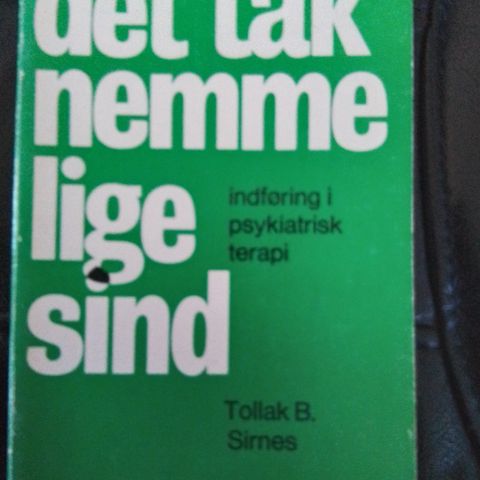 det tak
nemme
lige
sind
indføring i
psykiatrisk
terapi
Tollak B.
Sirnes